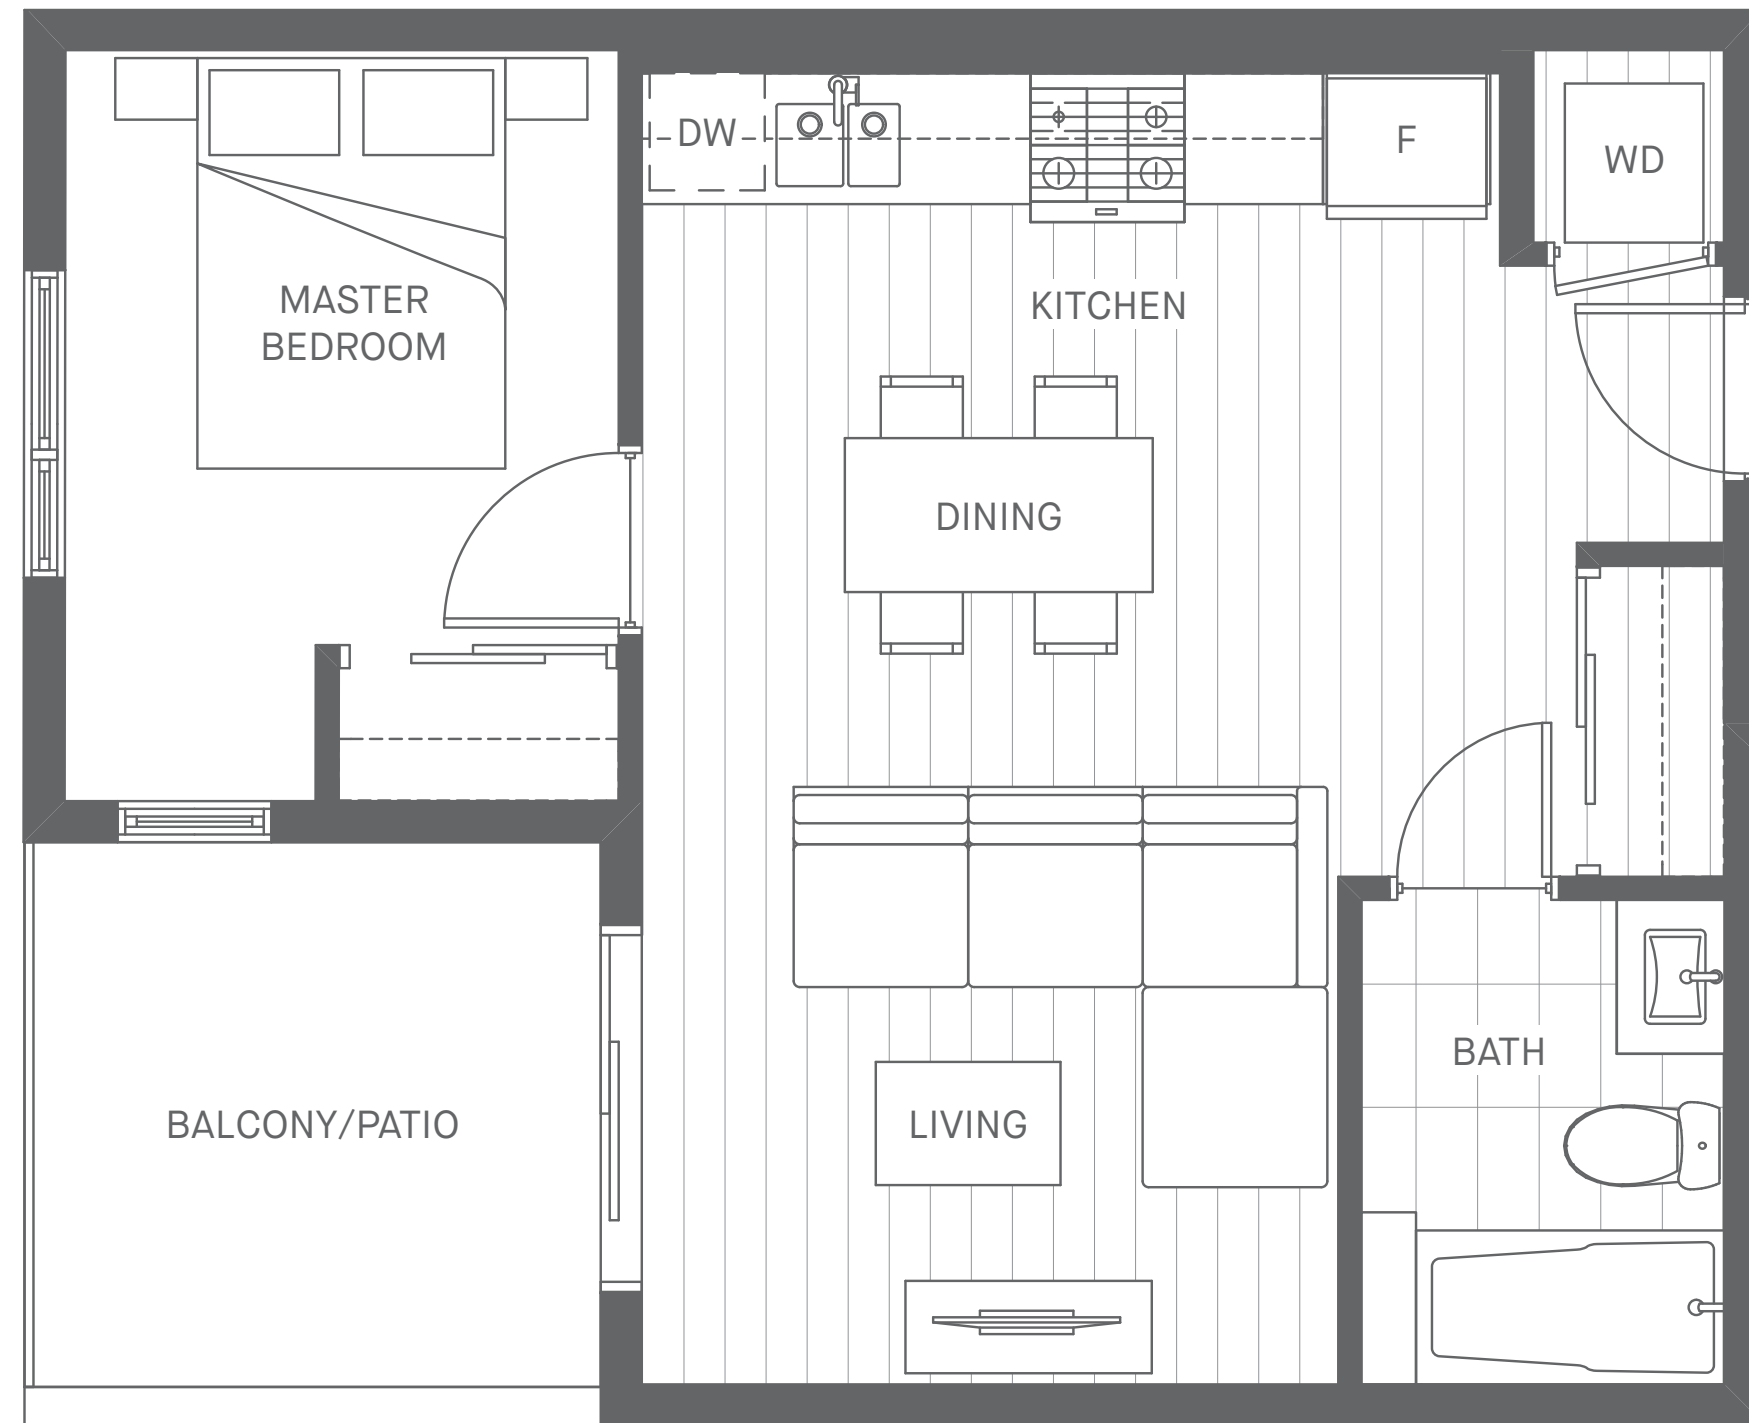 DW
F
WD
MASTER
BEDROOM
KITCHEN
DINING
BATH
BALCONY/PATIO
LIVING